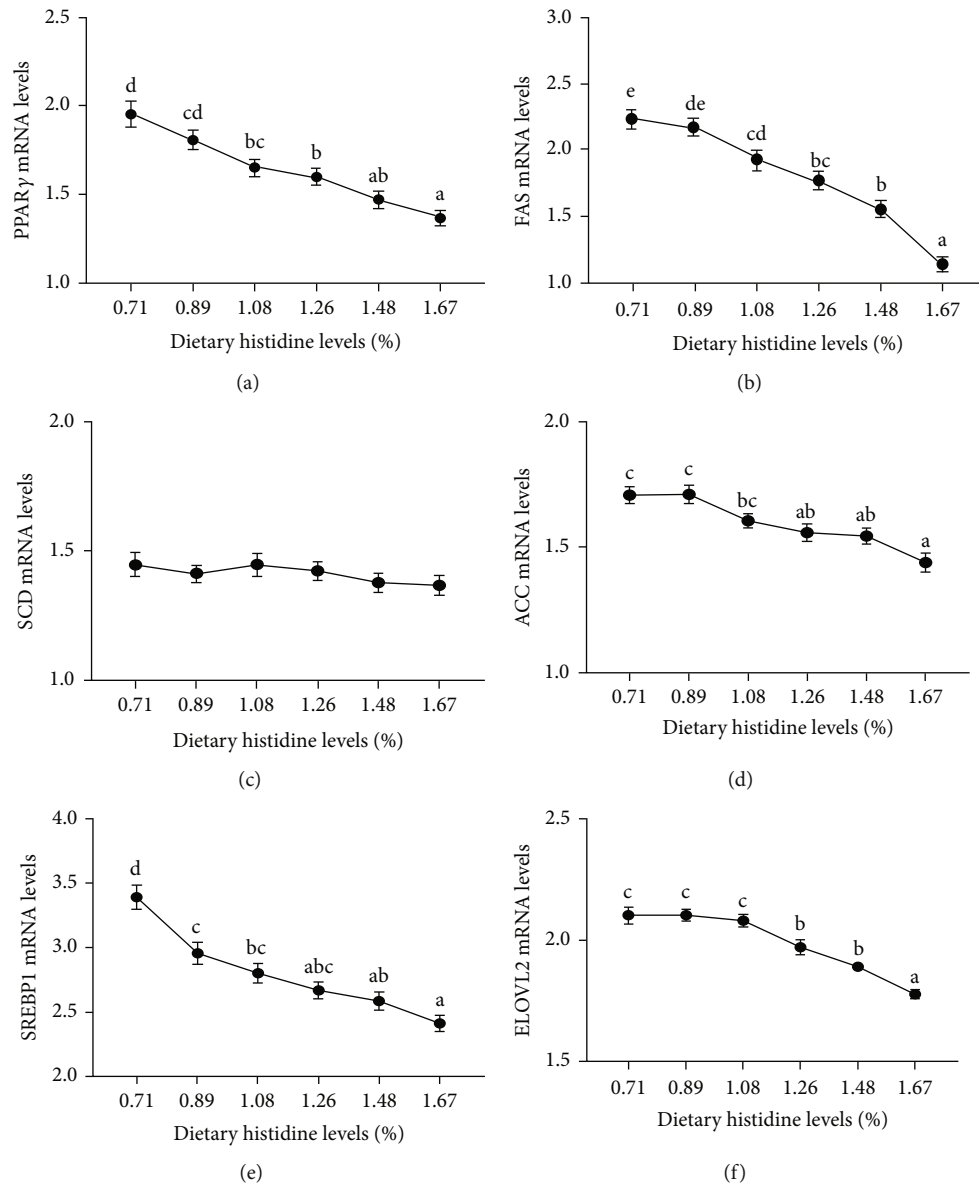 2.5
2.0
1.5
1.0
PPARγ mRNA levels
d
cd
bc
b
ab
a
0.71 0.89 1.08 1.26 1.48 1.67
Dietary histidine levels (%)
(a)
3.0
2.5
2.0
1.5
1.0
FAS mRNA levels
e
de
cd
bc
b
a
0.71 0.89 1.08 1.26 1.48 1.67
Dietary histidine levels (%)
(b)
2.0
1.5
1.0
SCD mRNA levels
0.71 0.89 1.08 1.26 1.48 1.67
Dietary histidine levels (%)
(c)
2.0
1.5
1.0
ACC mRNA levels
c
c
bc
ab
ab
a
0.71 0.89 1.08 1.26 1.48 1.67
Dietary histidine levels (%)
(d)
4.0
3.5
3.0
2.5
2.0
SREBP1 mRNA levels
d
c
bc
abc
ab
a
0.71 0.89 1.08 1.26 1.48 1.67
Dietary histidine levels (%)
(e)
2.5
2.0
1.5
ELOVL2 mRNA levels
c
c
c
b
b
a
0.71 0.89 1.08 1.26 1.48 1.67
Dietary histidine levels (%)
(f)